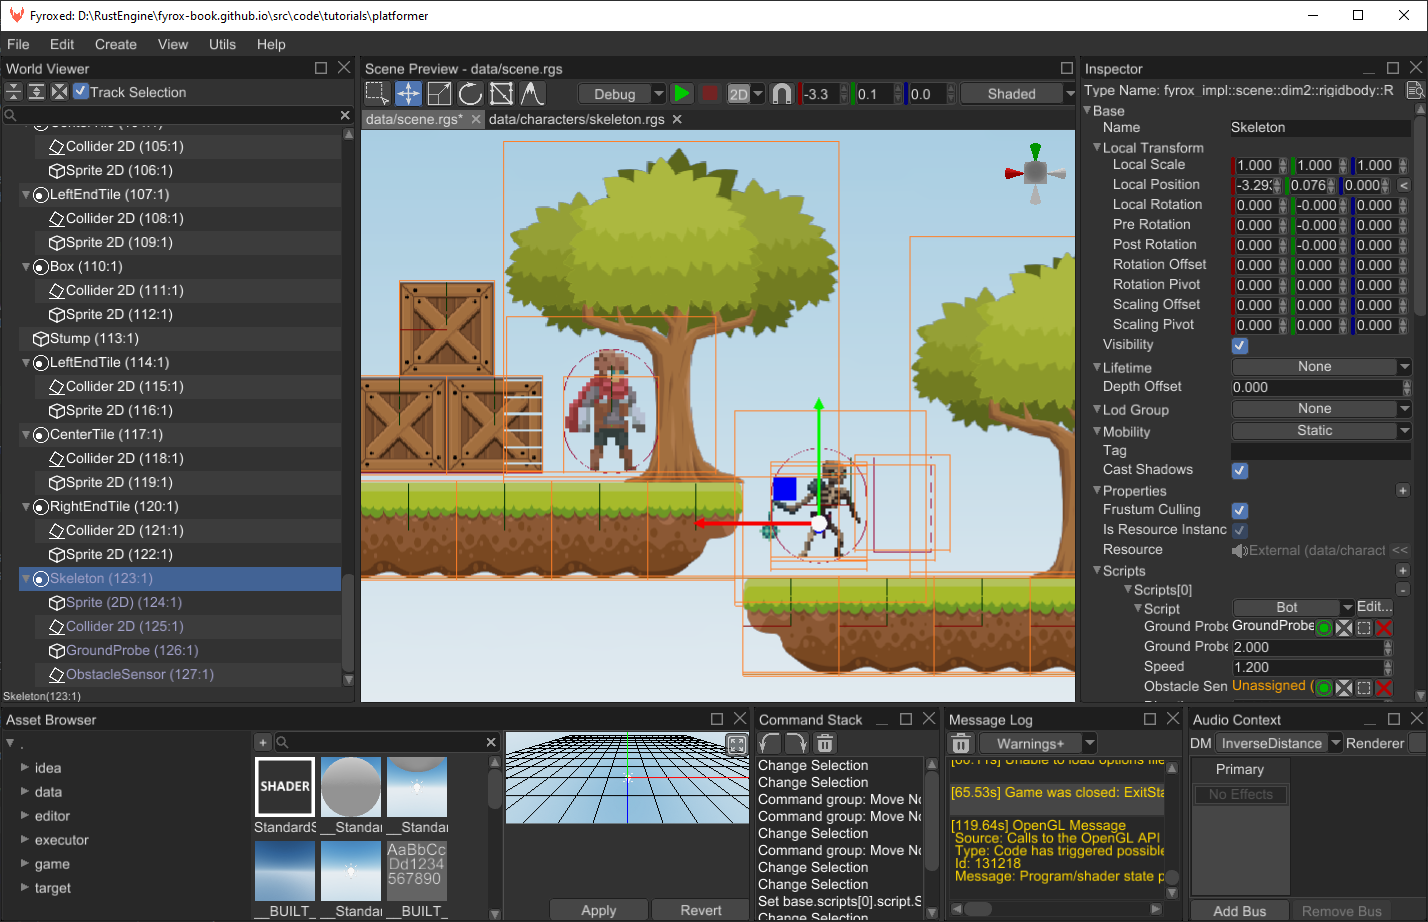 Fyroxed: D:\RustEngine\fyrox-book.github.io\src\code\tutorials\platformer
File Edit Create View Utils Help
World Viewer
Track Selection
Collider 2D (105:1)
Sprite 2D (106:1)
LeftEndTile (107:1)
Collider 2D (108:1)
Sprite 2D (109:1)
Box (110:1)
Collider 2D (111:1)
Sprite 2D (112:1)
Stump (113:1)
LeftEndTile (114:1)
Collider 2D (115:1)
Sprite 2D (116:1)
CenterTile (117:1)
Collider 2D (118:1)
Sprite 2D (119:1)
RightEndTile (120:1)
Collider 2D (121:1)
Sprite 2D (122:1)
Skeleton (123:1)
Sprite (2D) (124:1)
Collider 2D (125:1)
GroundProbe (126:1)
ObstacleSensor (127:1)
Skeleton(123:1)
Scene Preview - data/scene.rgs
Debug 2D -3.3 0.1 0.0 Shaded
data/scene.rgs* data/characters/skeleton.rgs
Inspector
Type Name: fyrox_impl::scene::dim2::rigidbody::R
Base
Name Skeleton
Local Transform
Local Scale 1.000 1.000 1.000
Local Position -3.293 0.076 0.000 <
Local Rotation 0.000 -0.000 0.000
Pre Rotation 0.000 -0.000 0.000
Post Rotation 0.000 -0.000 0.000
Rotation Offset 0.000 0.000 0.000
Rotation Pivot 0.000 0.000 0.000
Scaling Offset 0.000 0.000 0.000
Scaling Pivot 0.000 0.000 0.000
Visibility
Lifetime None
Depth Offset 0.000
Lod Group None
Mobility Static
Tag
Cast Shadows
Properties +
Frustum Culling
Is Resource Instanc
Resource External (data/charact <<
Scripts +
Scripts[0] -
Script Bot Edit...
Ground Probe GroundProbe
Ground Probe 2.000
Speed 1.200
Obstacle Sen Unassigned (
Asset Browser
.
idea
data
editor
executor
game
target
+
SHADER
StandardS __Standar __Standar
AaBbCc
Dd1234
567890
__BUILT_ __Standar __BUILT_
Apply Revert
Command Stack
Change Selection
Change Selection
Command group: Move No
Command group: Move No
Change Selection
Command group: Move No
Change Selection
Change Selection
Set base.scripts[0].script.S
Change Selection
Message Log
Warnings+
Unable to load options file
[65.53s] Game was closed: ExitSta
[119.64s] OpenGL Message
Source: Calls to the OpenGL API
Type: Code has triggered possible
Id: 131218
Message: Program/shader state p
Audio Context
DM InverseDistance Renderer
Primary
No Effects
Add Bus Remove Bus